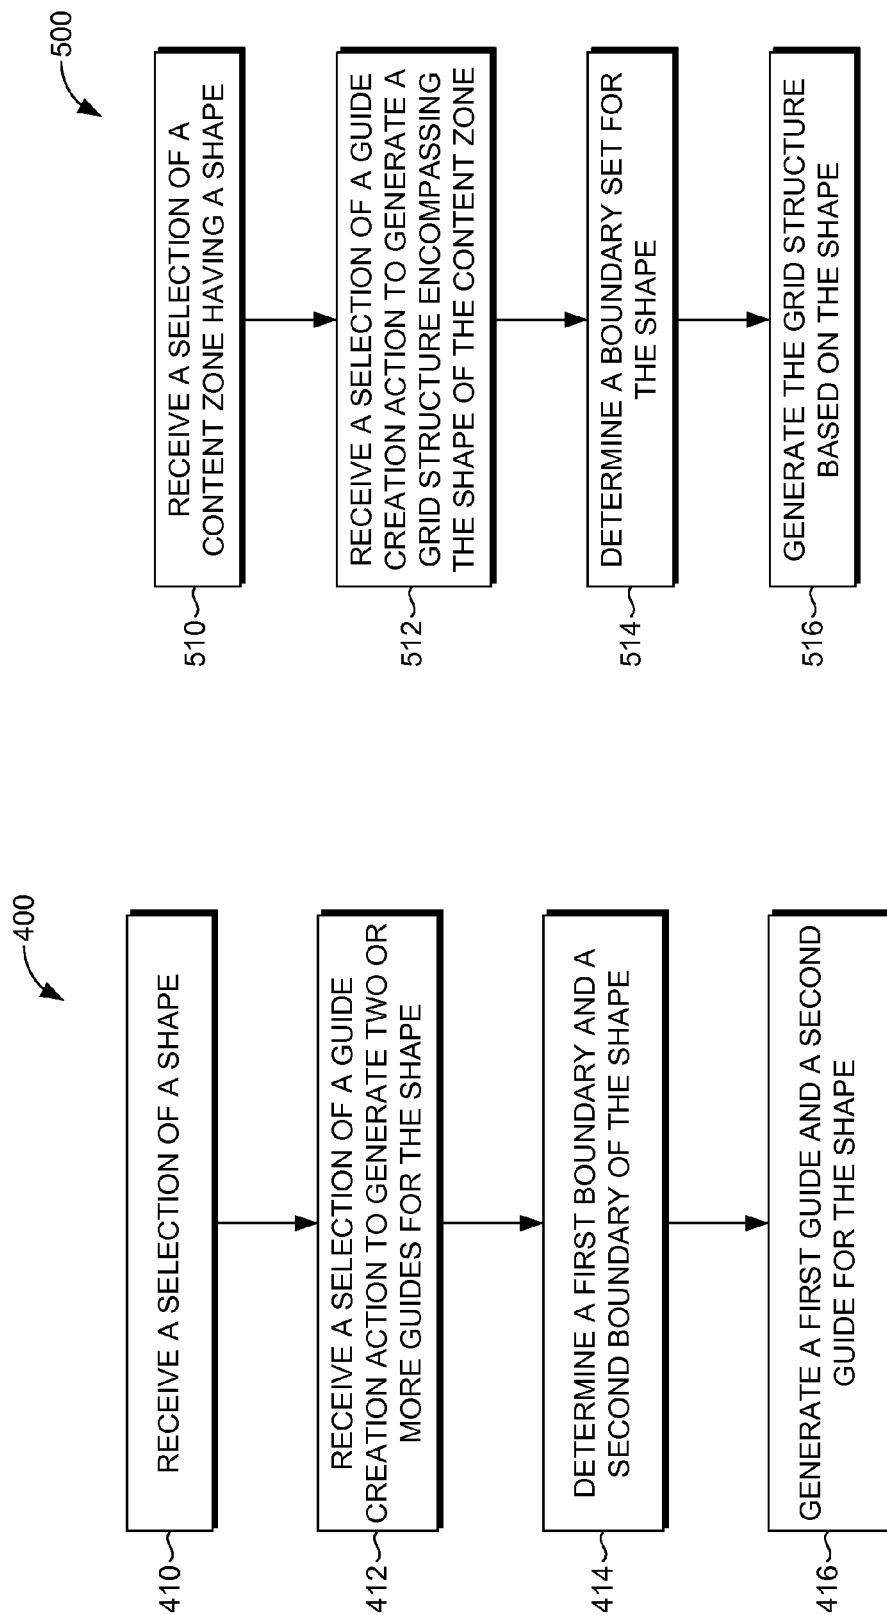 400
410
RECEIVE A SELECTION OF A SHAPE
412
RECEIVE A SELECTION OF A GUIDE
CREATION ACTION TO GENERATE TWO OR
MORE GUIDES FOR THE SHAPE
414
DETERMINE A FIRST BOUNDARY AND A
SECOND BOUNDARY OF THE SHAPE
416
GENERATE A FIRST GUIDE AND A SECOND
GUIDE FOR THE SHAPE
500
510
RECEIVE A SELECTION OF A
CONTENT ZONE HAVING A SHAPE
512
RECEIVE A SELECTION OF A GUIDE
CREATION ACTION TO GENERATE A
GRID STRUCTURE ENCOMPASSING
THE SHAPE OF THE CONTENT ZONE
514
DETERMINE A BOUNDARY SET FOR
THE SHAPE
516
GENERATE THE GRID STRUCTURE
BASED ON THE SHAPE